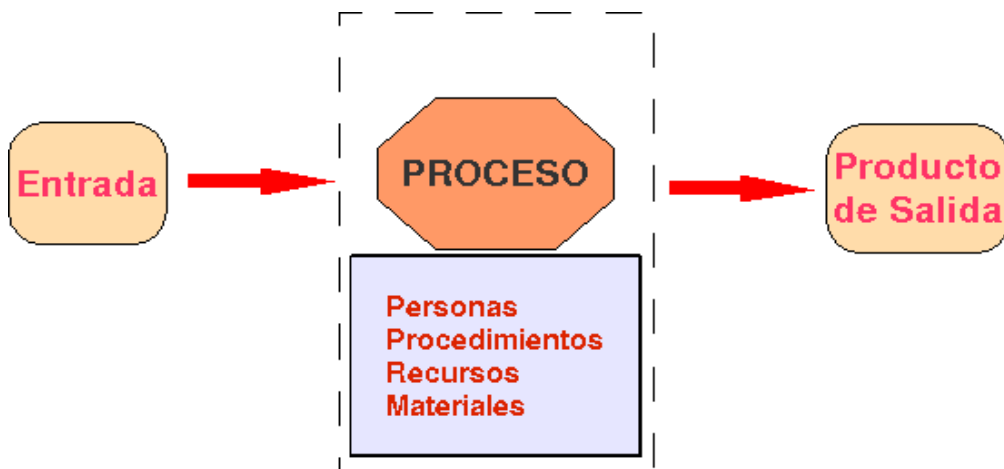 Entrada
PROCESO
Producto
de Salida
Personas
Procedimientos
Recursos
Materiales